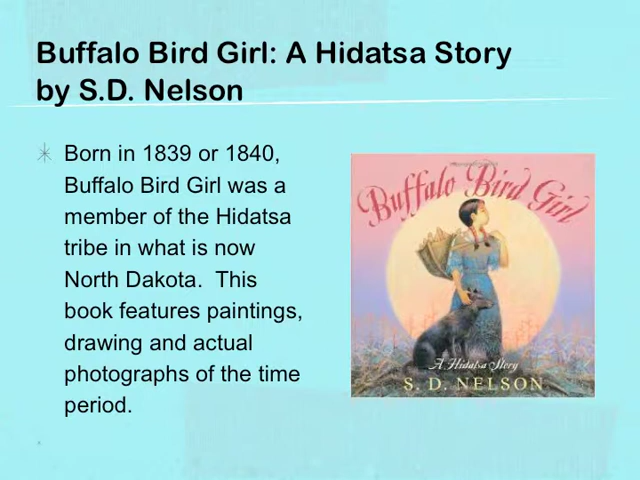 Buffalo Bird Girl: A Hidatsa Story
by S.D. Nelson
Born in 1839 or 1840,
Buffalo Bird Girl was a
member of the Hidatsa
tribe in what is now
North Dakota.  This
book features paintings,
drawing and actual
photographs of the time
period.
Buffalo Bird Girl
A Hidatsa Story
S. D. NELSON